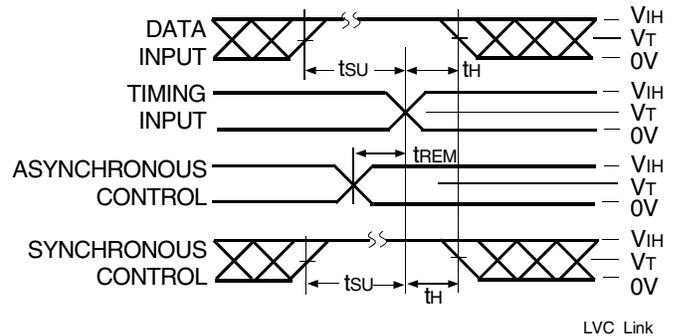 DATA
INPUT
VIH
VT
0V
tSU
tH
TIMING
INPUT
VIH
VT
0V
tREM
ASYNCHRONOUS
CONTROL
VIH
VT
0V
SYNCHRONOUS
CONTROL
VIH
VT
0V
tSU
tH
LVC Link